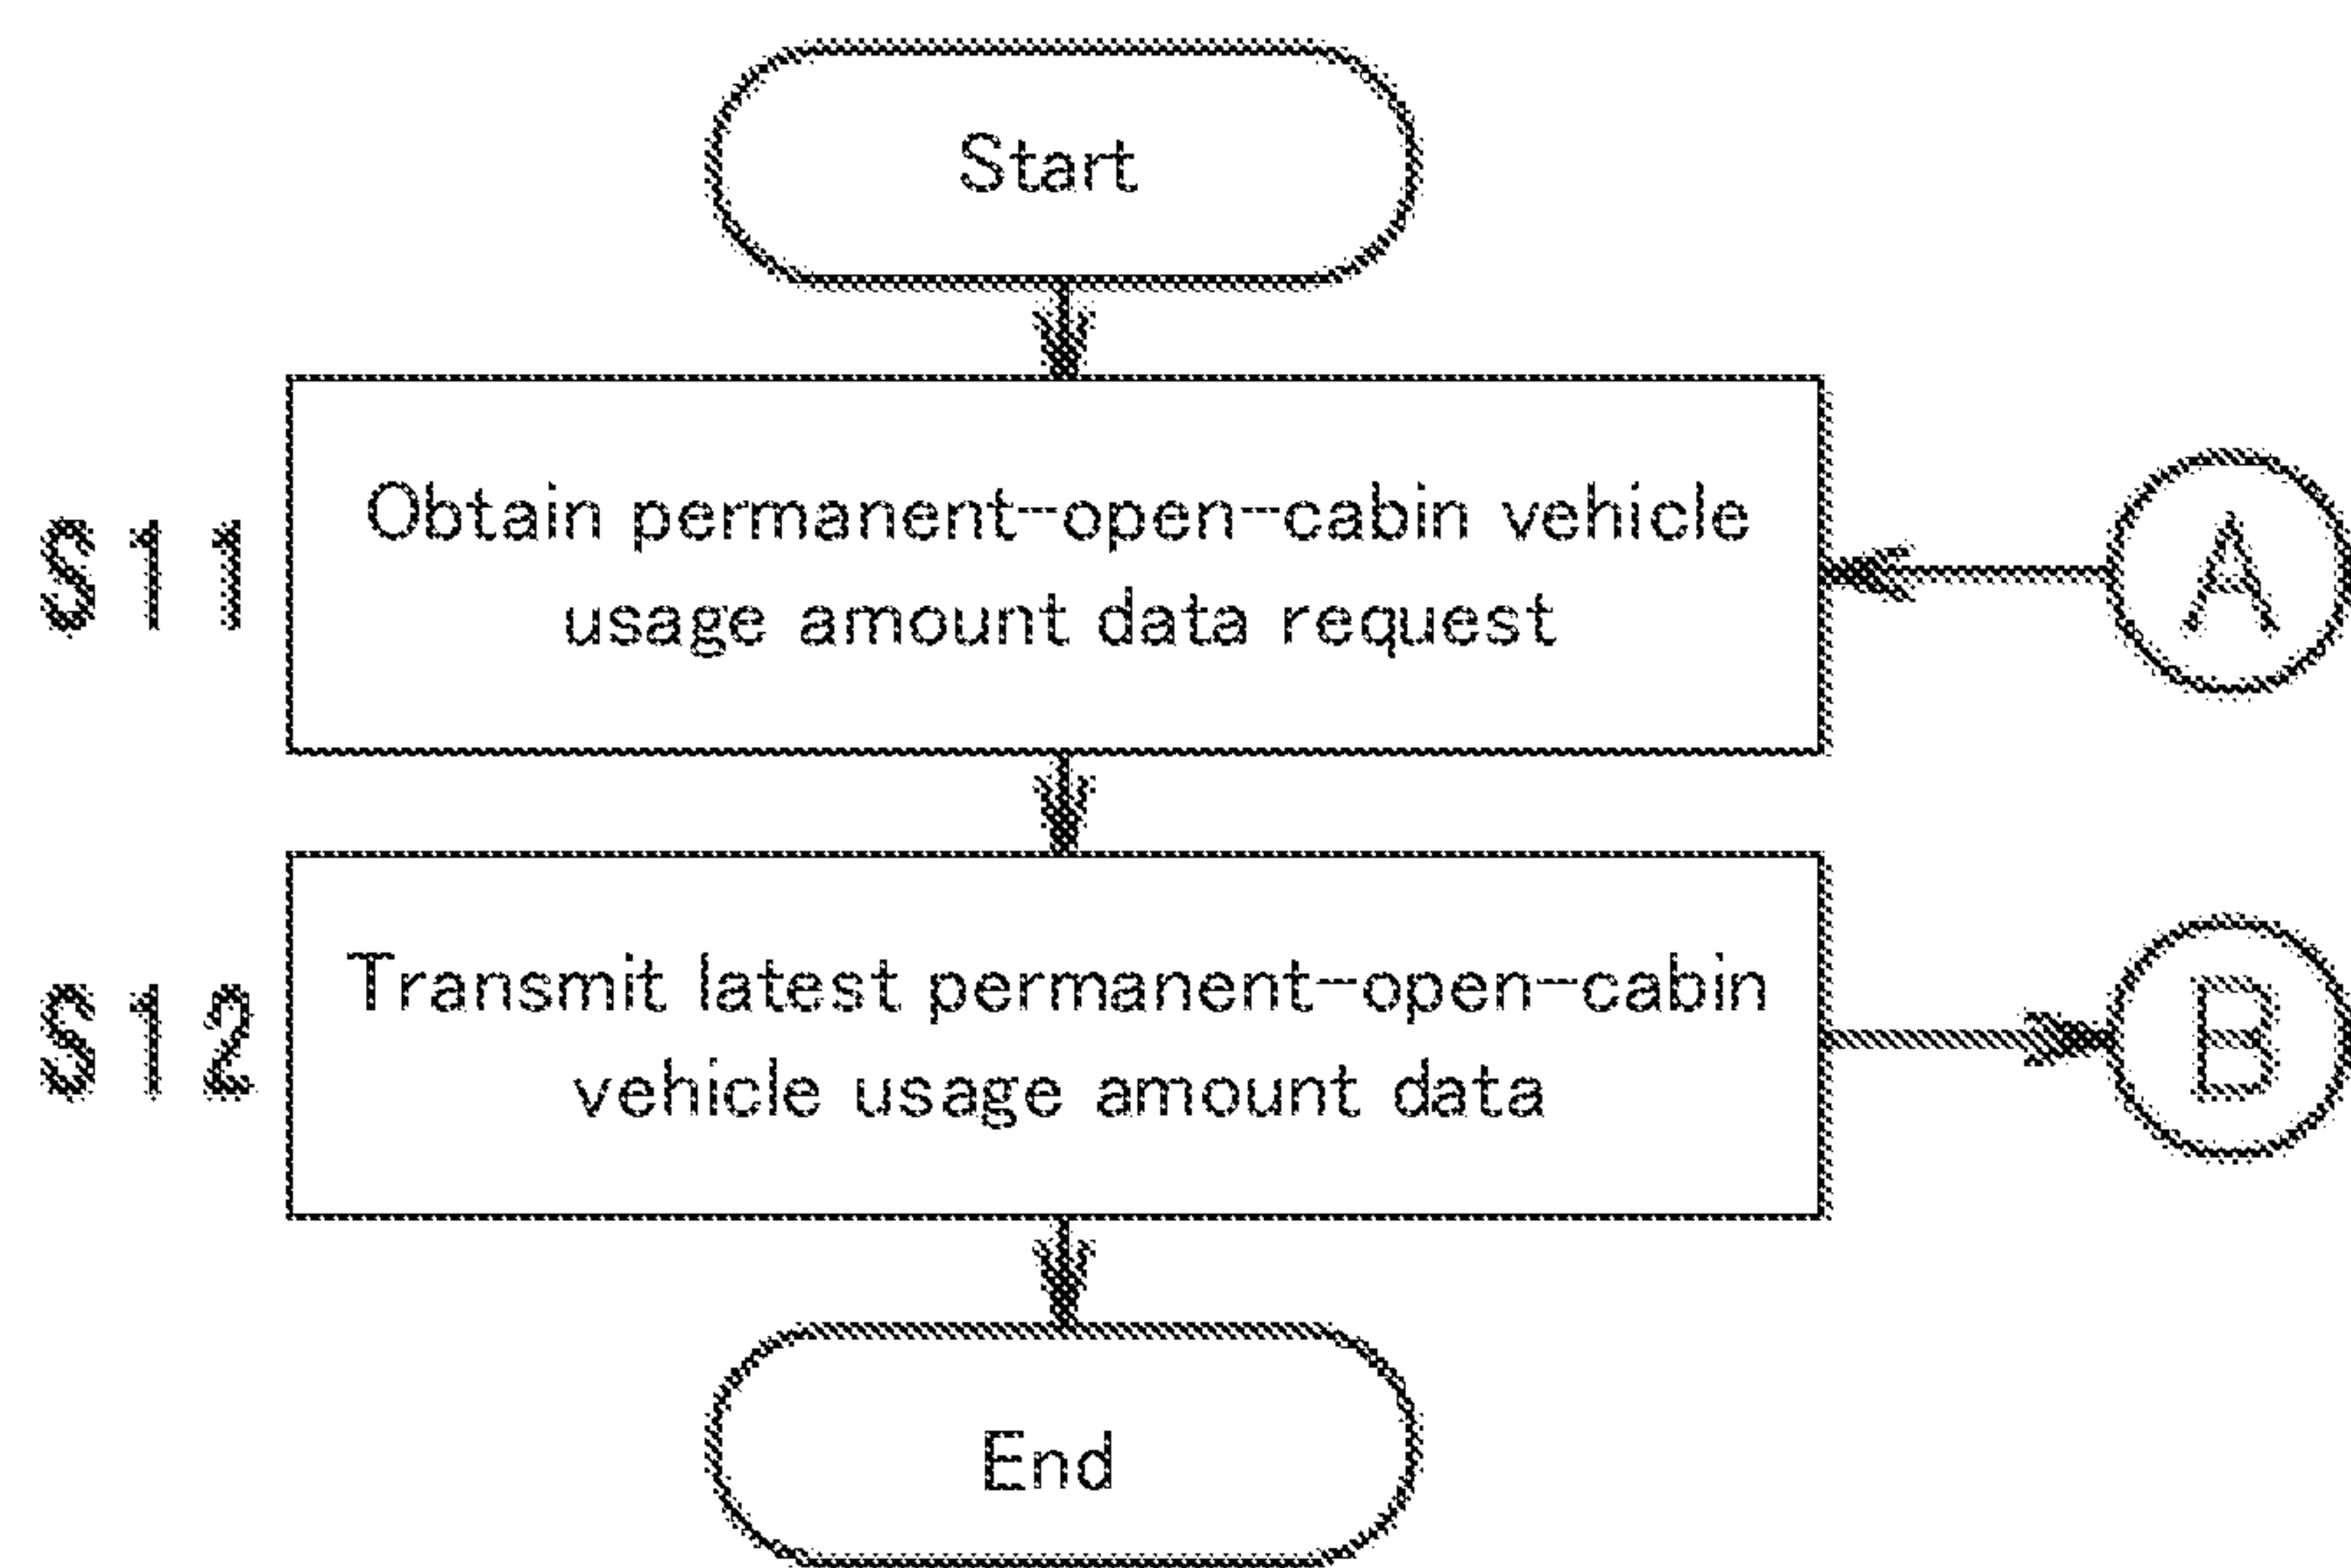 Start
S11
Obtain permanent-open-cabin vehicle
usage amount data request
A
S12
Transmit latest permanent-open-cabin
vehicle usage amount data
B
End